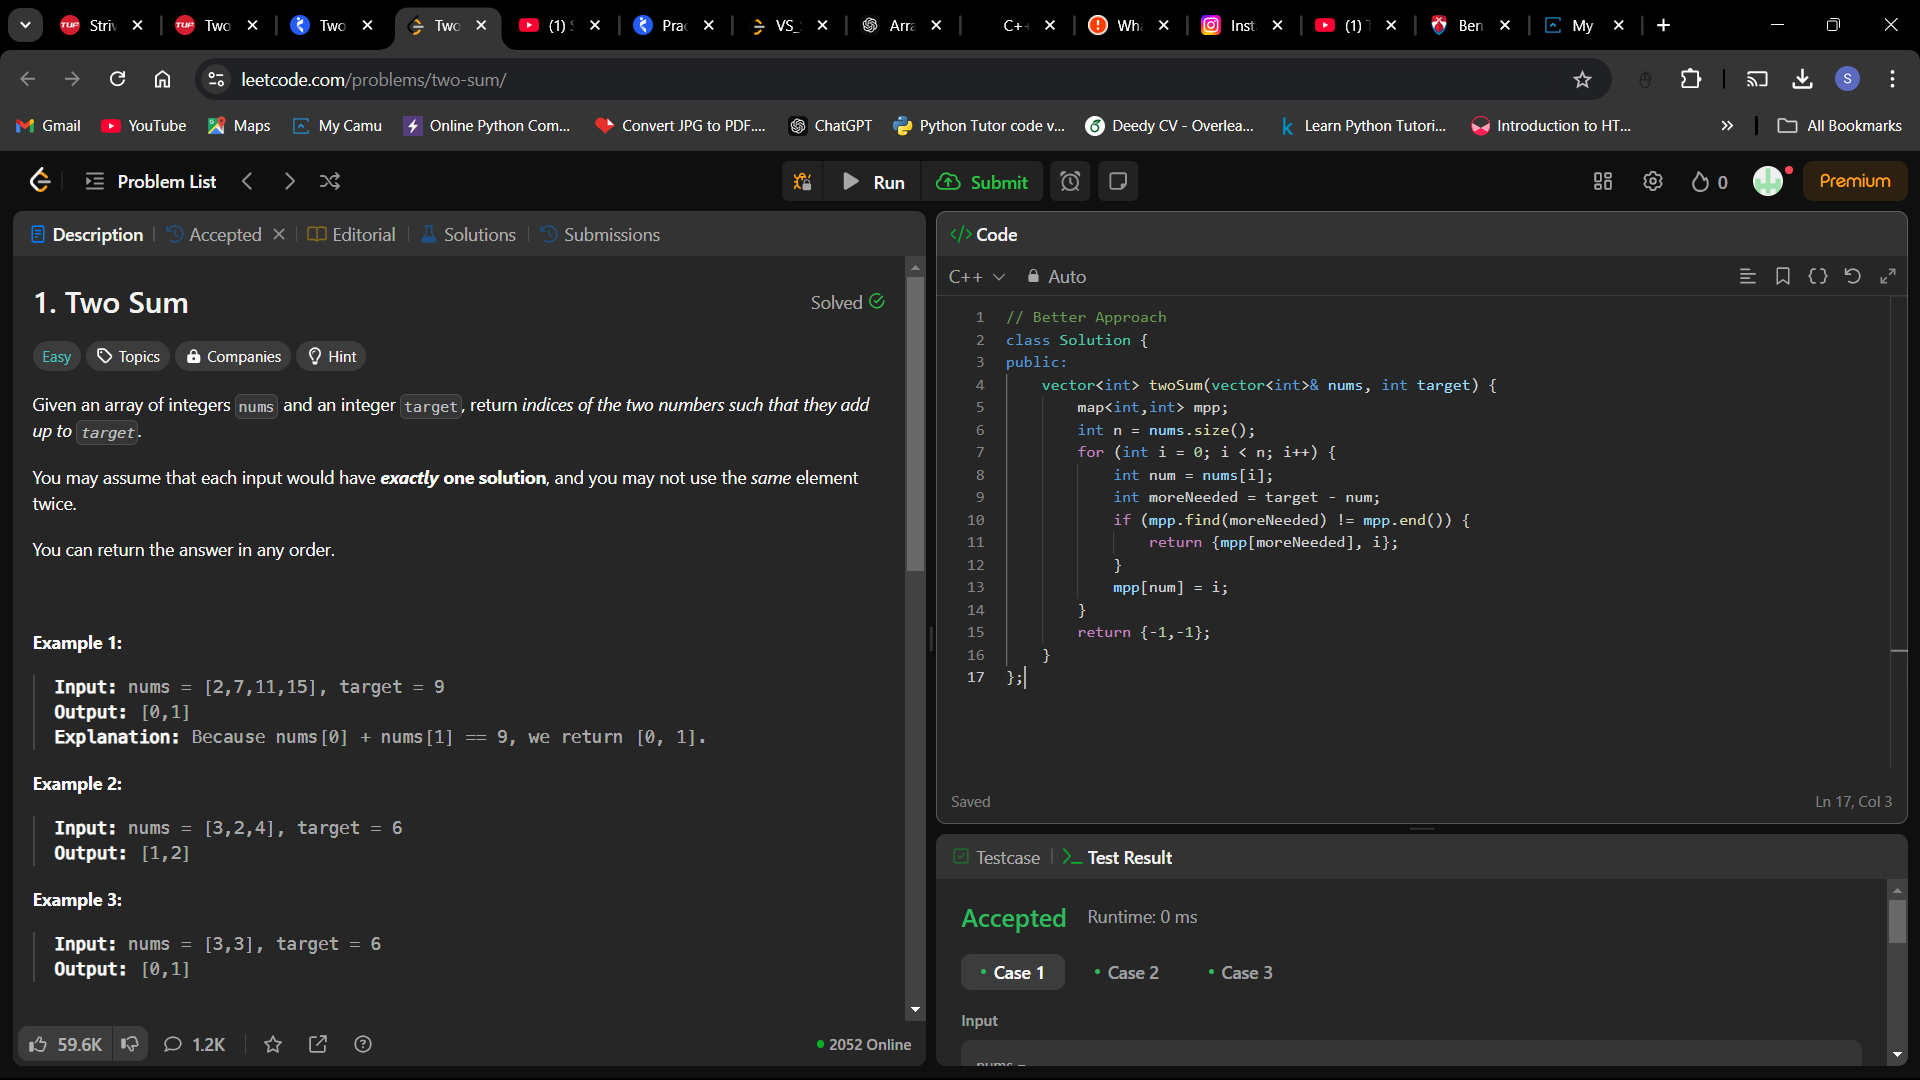 Striv
Two
Two
Two
(1) S
Prac
VS_
Arra
C++
Wha
Inst
(1) T
Ben
My
leetcode.com/problems/two-sum/
S
Gmail
YouTube
Maps
My Camu
Online Python Com...
Convert JPG to PDF....
ChatGPT
Python Tutor code v...
Deedy CV - Overlea...
Learn Python Tutori...
Introduction to HT...
All Bookmarks
Problem List
Run
Submit
0
Premium
Description
Accepted
Editorial
Solutions
Submissions
1. Two Sum
Solved
Easy
Topics
Companies
Hint
Given an array of integers nums and an integer target, return indices of the two numbers such that they add
up to target.
You may assume that each input would have exactly one solution, and you may not use the same element
twice.
You can return the answer in any order.
Example 1:
Input: nums = [2,7,11,15], target = 9
Output: [0,1]
Explanation: Because nums[0] + nums[1] == 9, we return [0, 1].
Example 2:
Input: nums = [3,2,4], target = 6
Output: [1,2]
Example 3:
Input: nums = [3,3], target = 6
Output: [0,1]
59.6K
1.2K
2052 Online
</> Code
C++
Auto
1 // Better Approach
2 class Solution {
3 public:
4 vector<int> twoSum(vector<int>& nums, int target) {
5 map<int,int> mpp;
6 int n = nums.size();
7 for (int i = 0; i < n; i++) {
8 int num = nums[i];
9 int moreNeeded = target - num;
10 if (mpp.find(moreNeeded) != mpp.end()) {
11 return {mpp[moreNeeded], i};
12 }
13 mpp[num] = i;
14 }
15 return {-1,-1};
16 }
17 };
Saved
Ln 17, Col 3
Testcase
Test Result
Accepted
Runtime: 0 ms
Case 1
Case 2
Case 3
Input
nums =